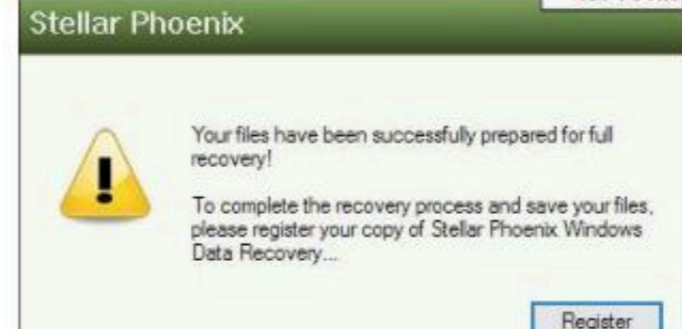 Stellar Phoenix
Your files have been successfully prepared for full
recovery!
To complete the recovery process and save your files,
please register your copy of Stellar Phoenix Windows
Data Recovery...
Register